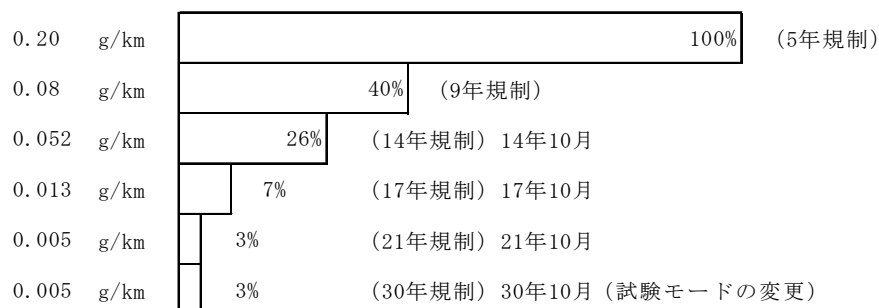 0.20 g/km 100% (5年規制)
0.08 g/km 40% (9年規制)
0.052 g/km 26% (14年規制) 14年10月
0.013 g/km 7% (17年規制) 17年10月
0.005 g/km 3% (21年規制) 21年10月
0.005 g/km 3% (30年規制) 30年10月(試験モードの変更)